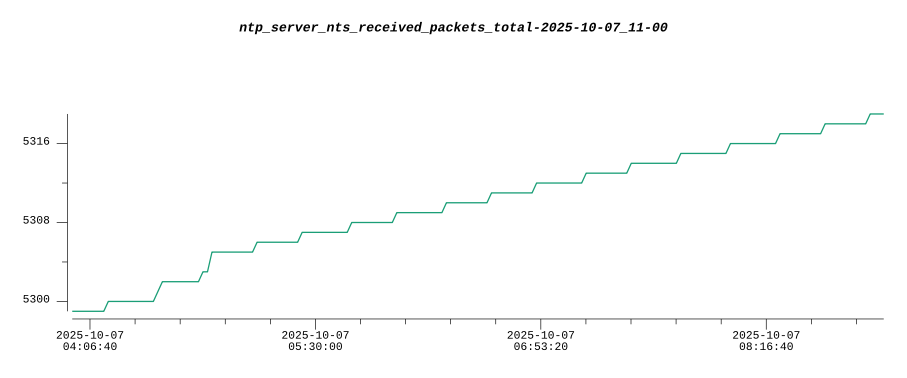 ntp_server_nts_received_packets_total-2025-10-07_11-00
5316
5308
5300
2025-10-07 2025-10-07 2025-10-07 2025-10-07
04:06:40 05:30:00 06:53:20 08:16:40